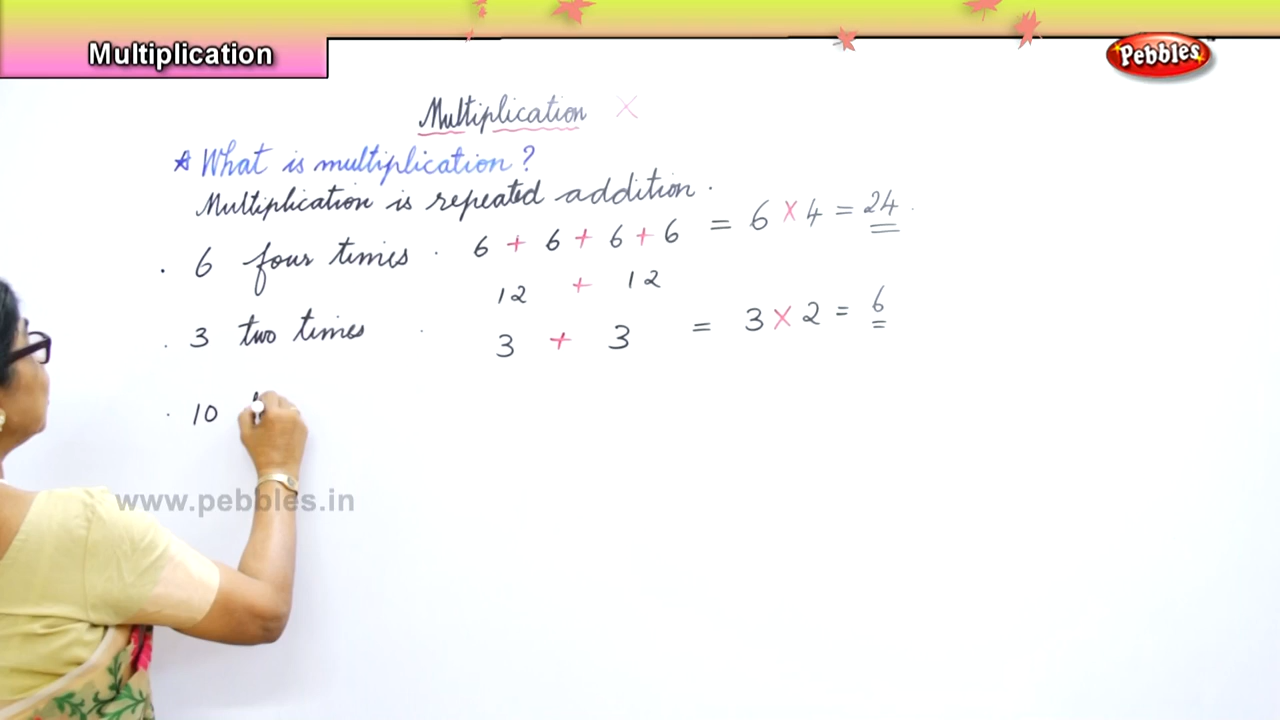 Multiplication
Pebbles
Multiplication ×
* What is multiplication?
Multiplication is repeated addition.
. 6 four times . 6 + 6 + 6 + 6 = 6 × 4 = 24
12 + 12
. 3 two times . 3 + 3 = 3 × 2 = 6
. 10
www.pebbles.in